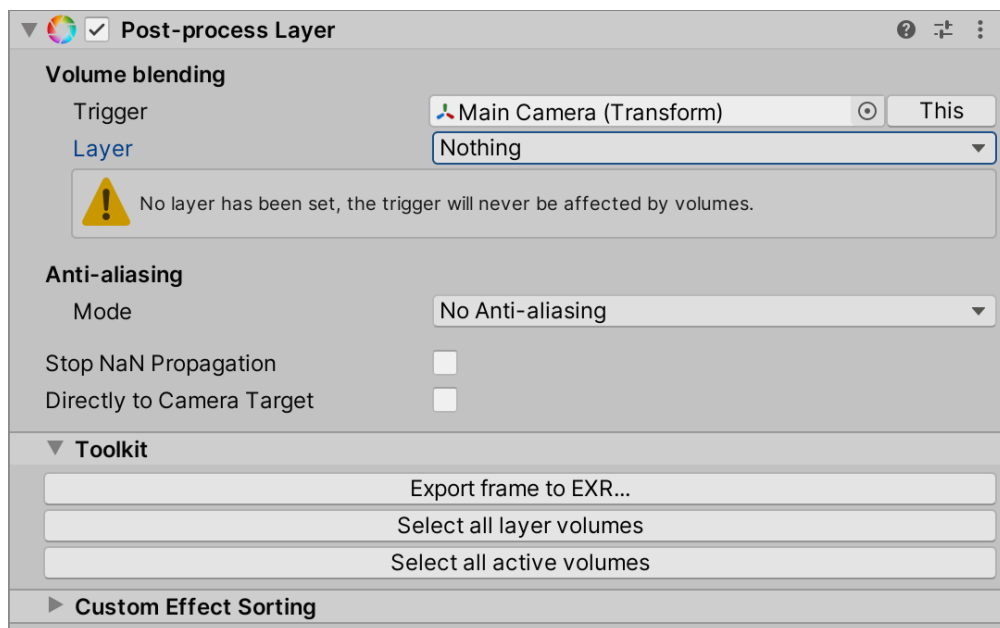 Post-process Layer
Volume blending
Trigger Main Camera (Transform) This
Layer Nothing
No layer has been set, the trigger will never be affected by volumes.
Anti-aliasing
Mode No Anti-aliasing
Stop NaN Propagation
Directly to Camera Target
Toolkit
Export frame to EXR...
Select all layer volumes
Select all active volumes
Custom Effect Sorting